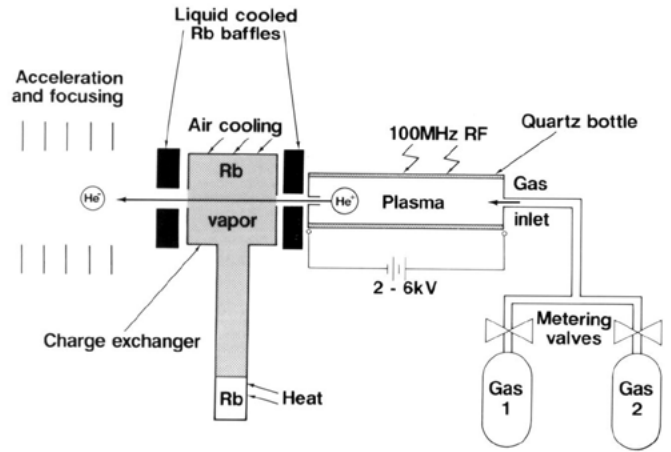 Liquid cooled
Rb baffles
Acceleration
and focusing
Air cooling
100MHz RF
Quartz bottle
Rb
Gas
He⁻
He⁺
Plasma
vapor
inlet
2 - 6kV
Charge exchanger
Metering
valves
Rb
Heat
Gas
1
Gas
2